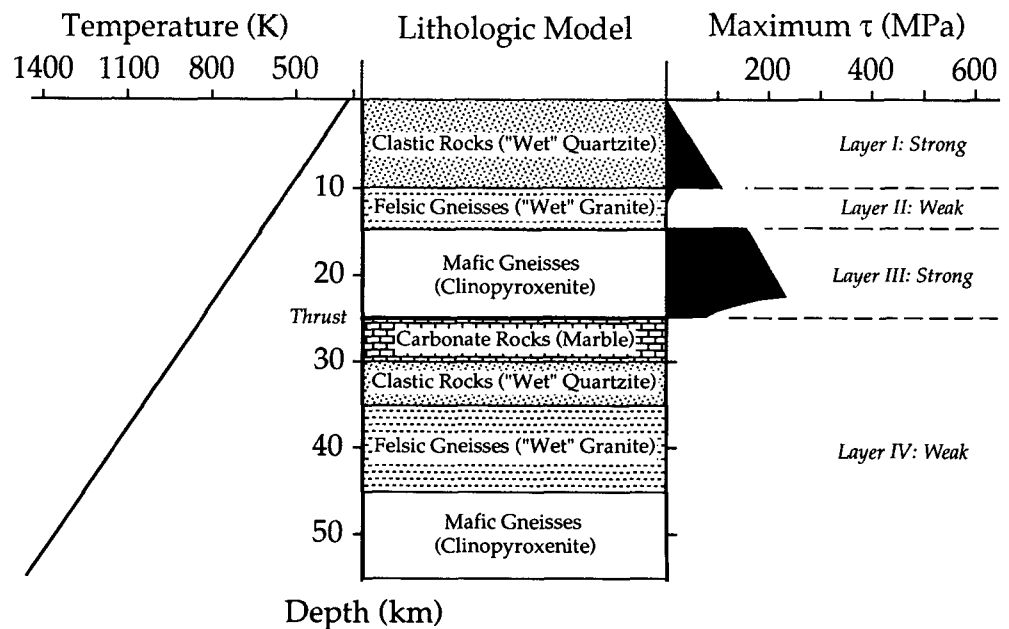 Temperature (K)
Lithologic Model
Maximum τ (MPa)
1400 1100 800 500
200 400 600
Clastic Rocks ("Wet" Quartzite)
Layer I: Strong
10
Felsic Gneisses ("Wet" Granite)
Layer II: Weak
Mafic Gneisses
(Clinopyroxenite)
20
Layer III: Strong
Thrust
Carbonate Rocks (Marble)
30
Clastic Rocks ("Wet" Quartzite)
40
Felsic Gneisses ("Wet" Granite)
Layer IV: Weak
Mafic Gneisses
(Clinopyroxenite)
50
Depth (km)